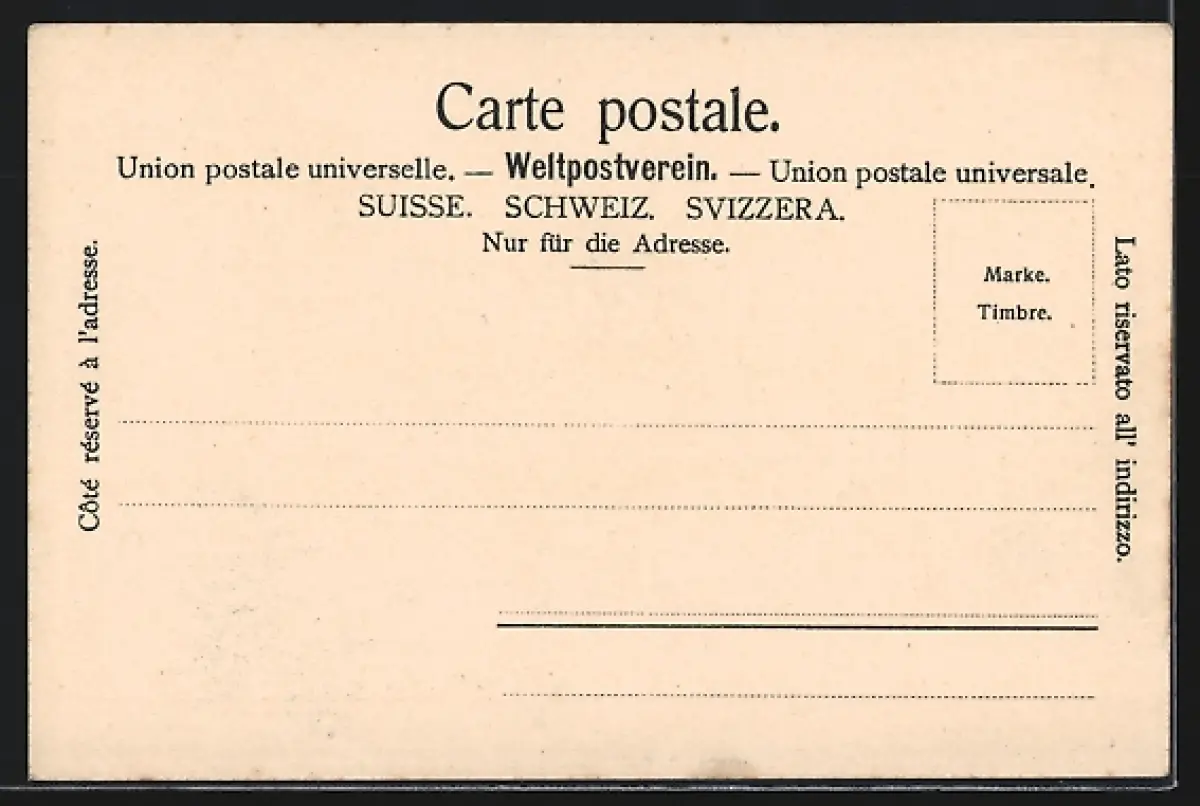 Carte postale.
Union postale universelle. — Weltpostverein. — Union postale universale.
SUISSE. SCHWEIZ. SVIZZERA.
Nur für die Adresse.
Marke.
Timbre.
Côté réservé à l'adresse.
Lato riservato all' indirizzo.